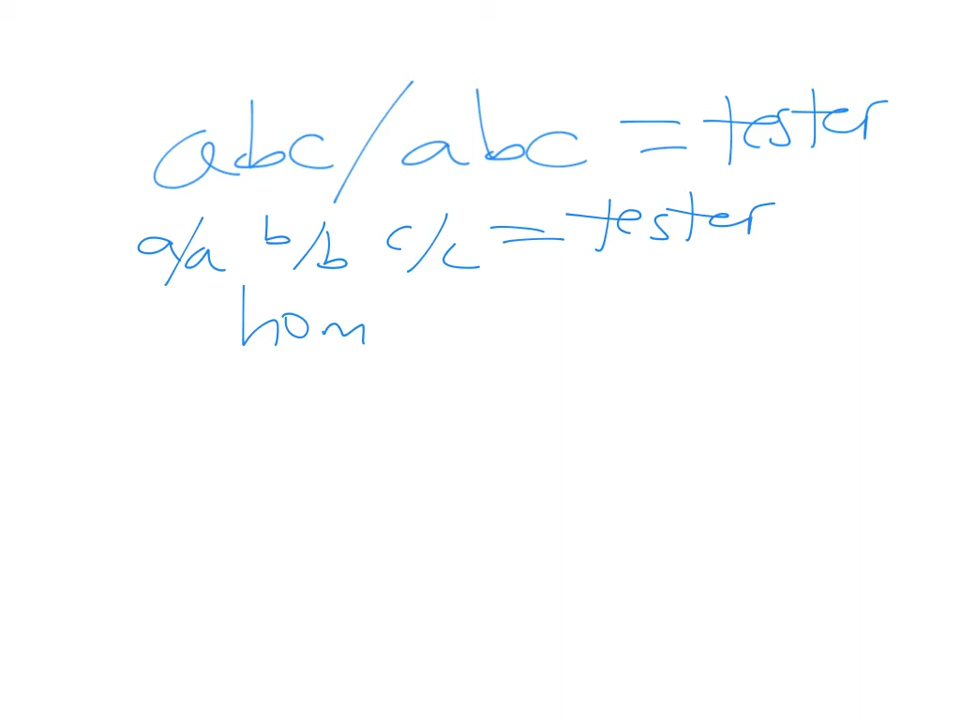 abc/abc = tester
a/a b/b c/c = tester
hom